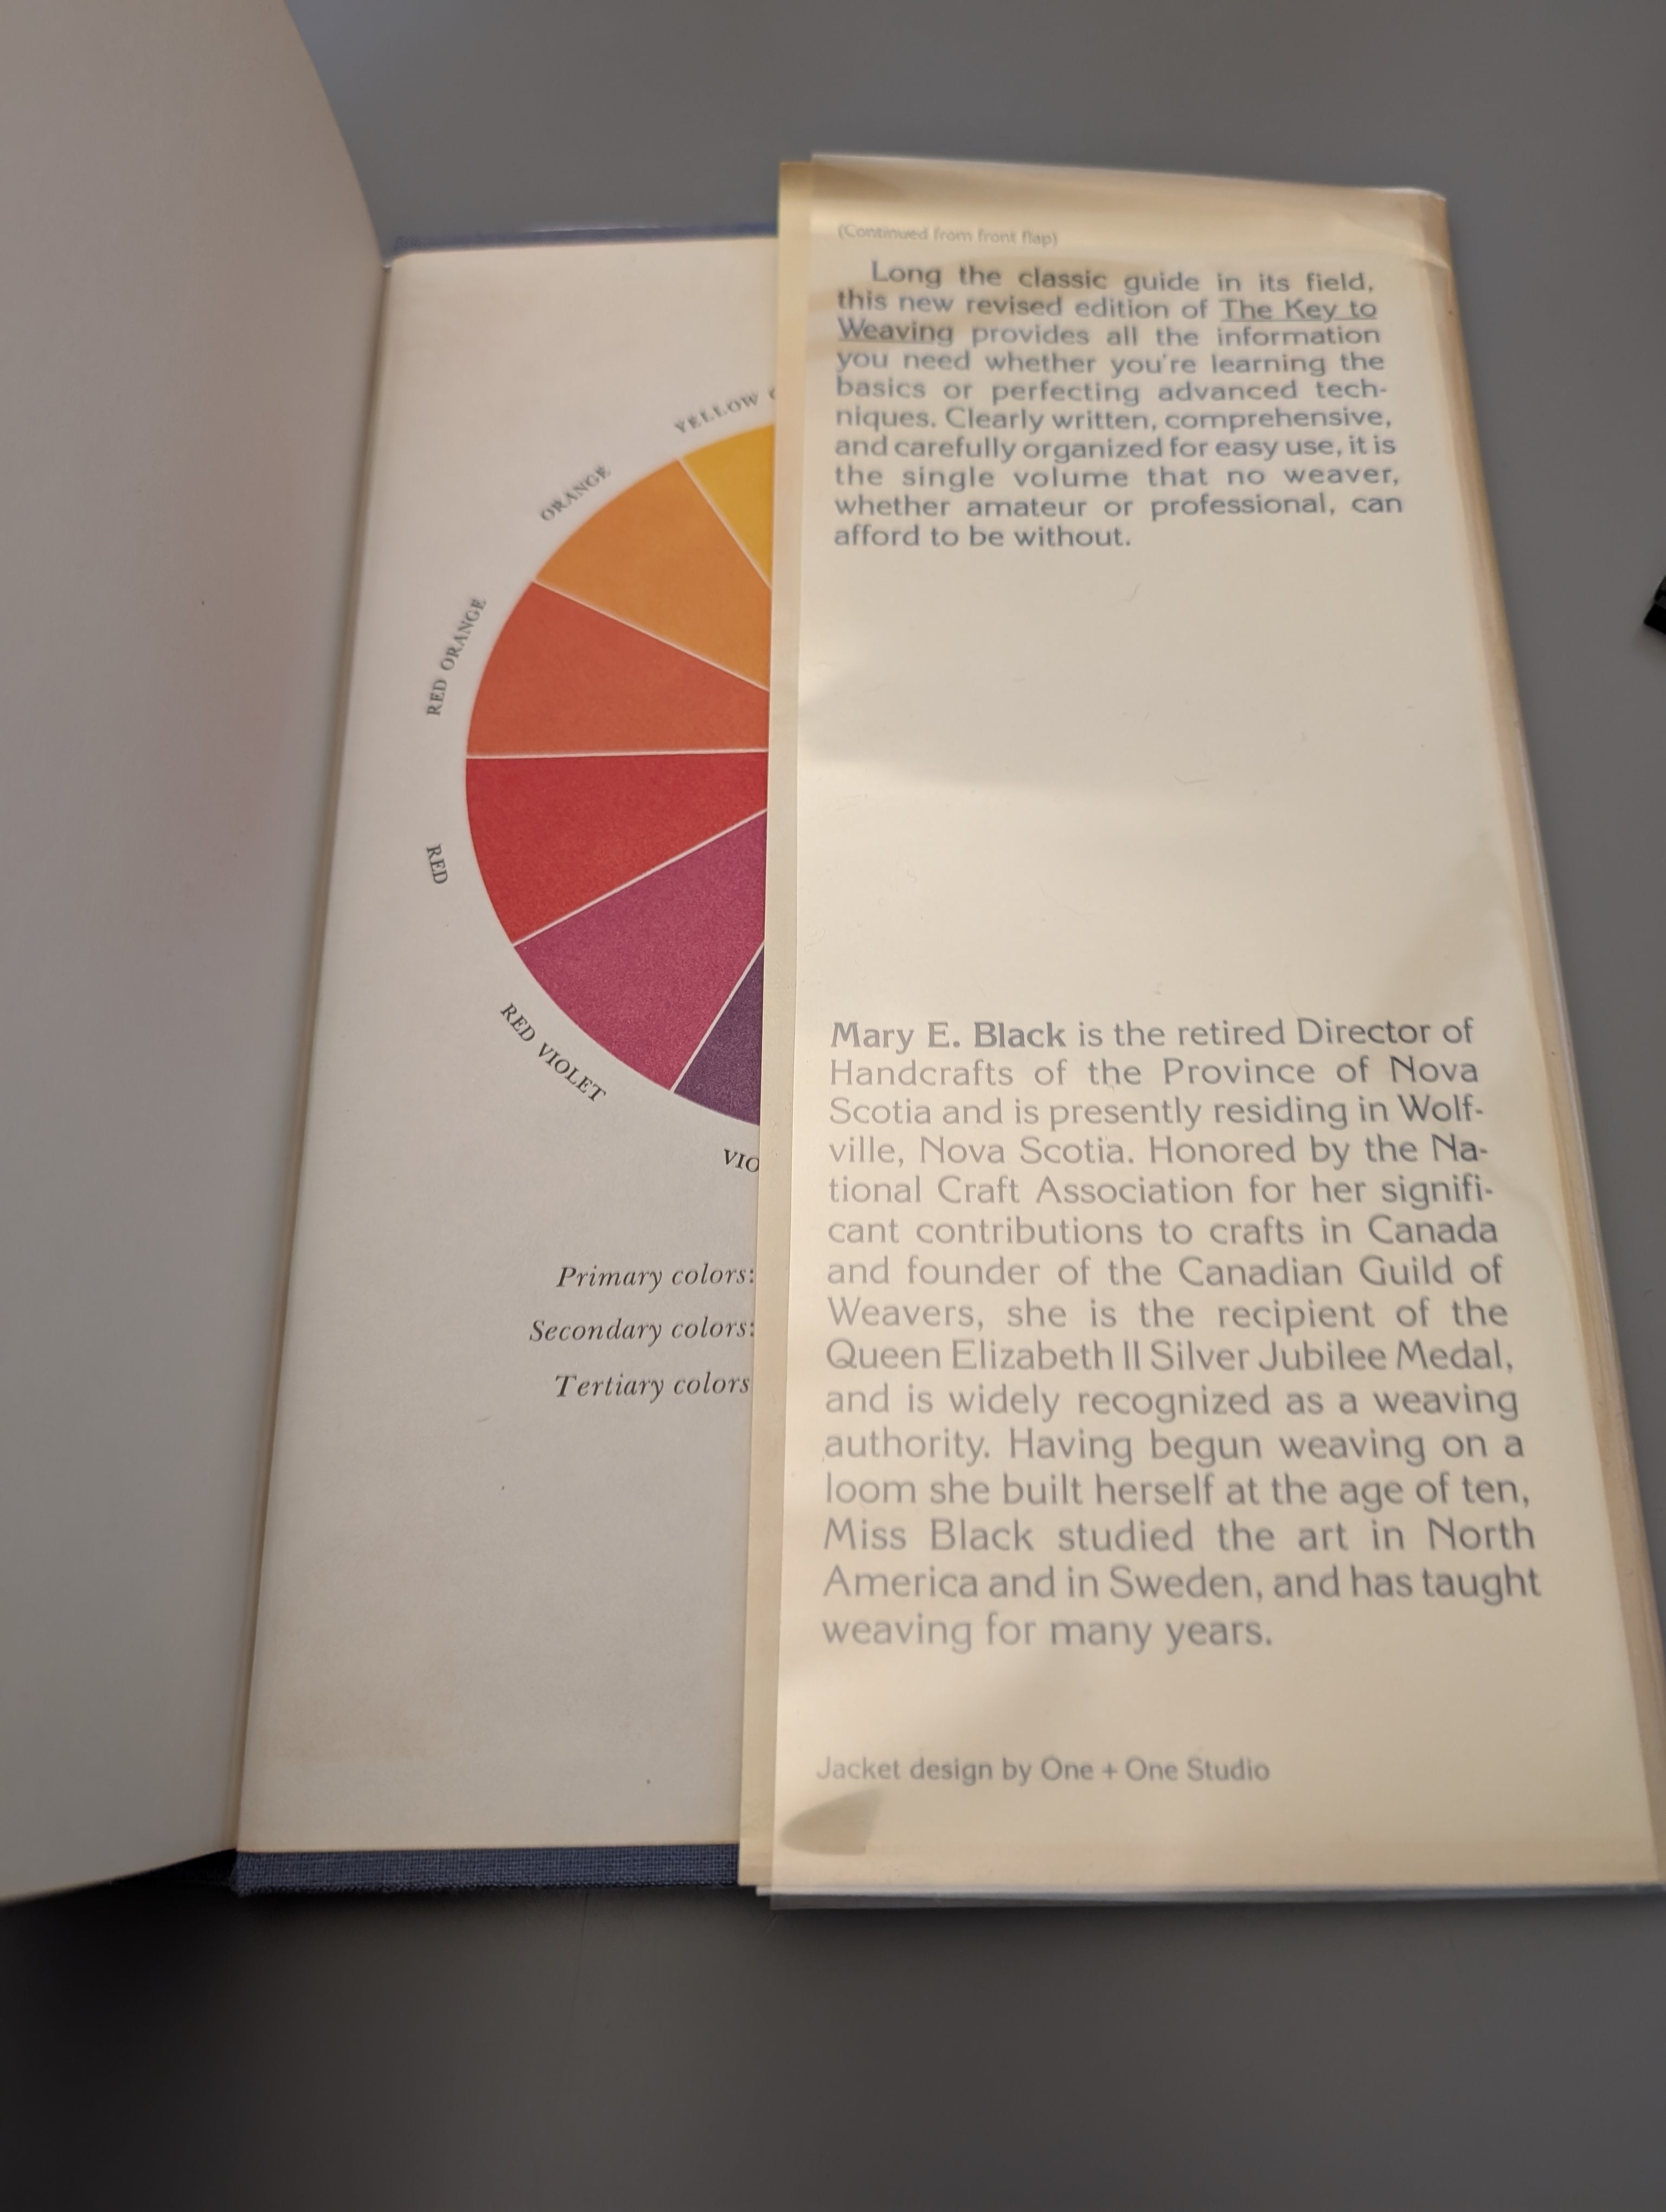 YELLOW
ORANGE
RED ORANGE
RED
RED VIOLET
VIO
Primary colors:
Secondary colors:
Tertiary colors
(Continued from front flap)
Long the classic guide in its field,
this new revised edition of The Key to
Weaving provides all the information
you need whether you're learning the
basics or perfecting advanced tech-
niques. Clearly written, comprehensive,
and carefully organized for easy use, it is
the single volume that no weaver,
whether amateur or professional, can
afford to be without.
Mary E. Black is the retired Director of
Handcrafts of the Province of Nova
Scotia and is presently residing in Wolf-
ville, Nova Scotia. Honored by the Na-
tional Craft Association for her signifi-
cant contributions to crafts in Canada
and founder of the Canadian Guild of
Weavers, she is the recipient of the
Queen Elizabeth II Silver Jubilee Medal,
and is widely recognized as a weaving
authority. Having begun weaving on a
loom she built herself at the age of ten,
Miss Black studied the art in North
America and in Sweden, and has taught
weaving for many years.
Jacket design by One + One Studio